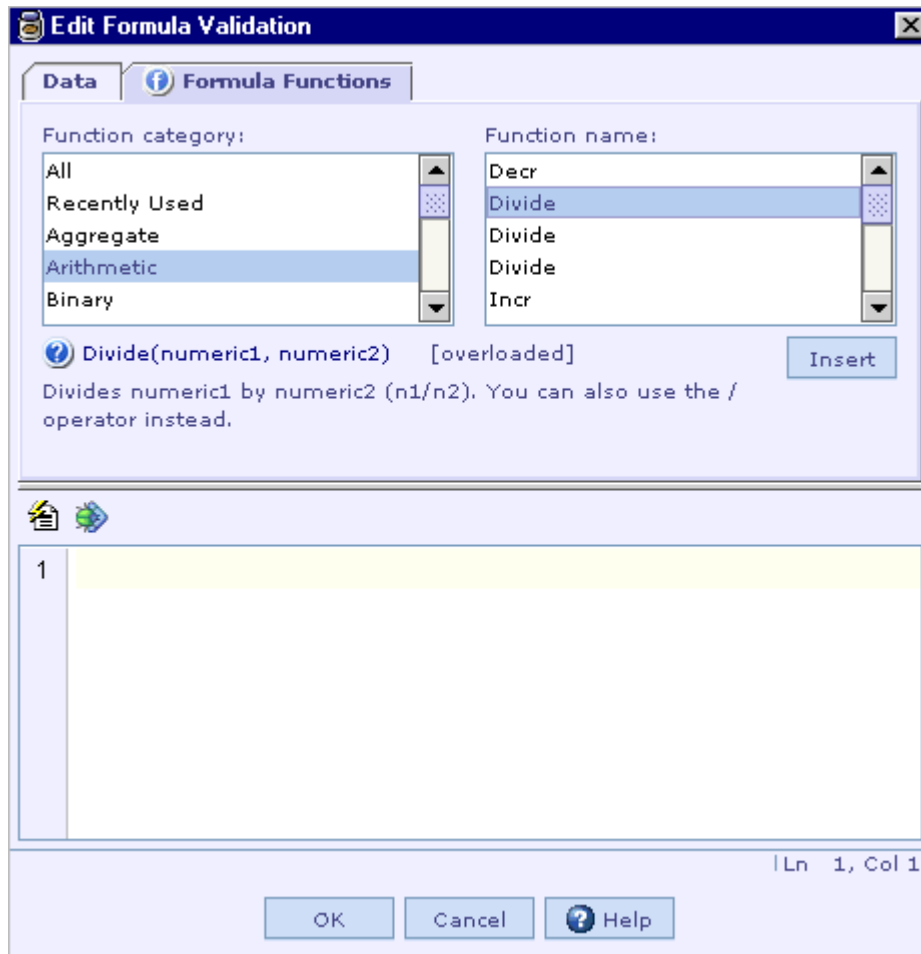 Edit Formula Validation
Data
Formula Functions
Function category:
All
Recently Used
Aggregate
Arithmetic
Binary
Function name:
Decr
Divide
Divide
Divide
Incr
Divide(numeric1, numeric2) [overloaded]
Insert
Divides numeric1 by numeric2 (n1/n2). You can also use the /
operator instead.
1
Ln 1, Col 1
OK
Cancel
Help